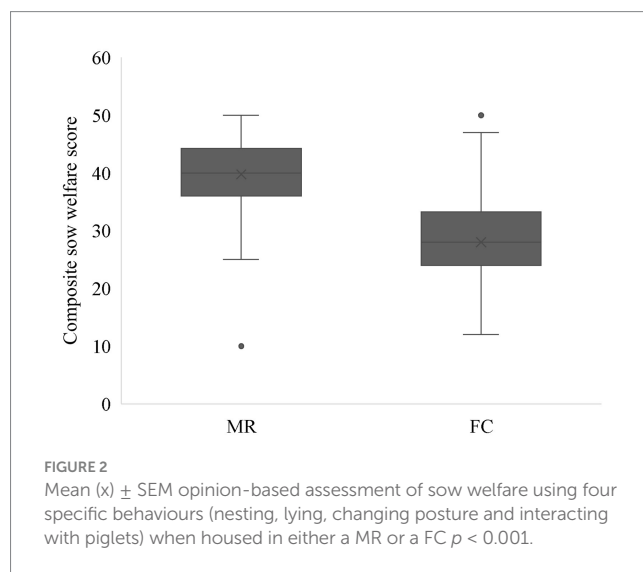 60
50
40
30
20
10
0
Composite sow welfare score
MR FC
FIGURE 2
Mean (x) ± SEM opinion-based assessment of sow welfare using four
specific behaviours (nesting, lying, changing posture and interacting
with piglets) when housed in either a MR or a FC p < 0.001.